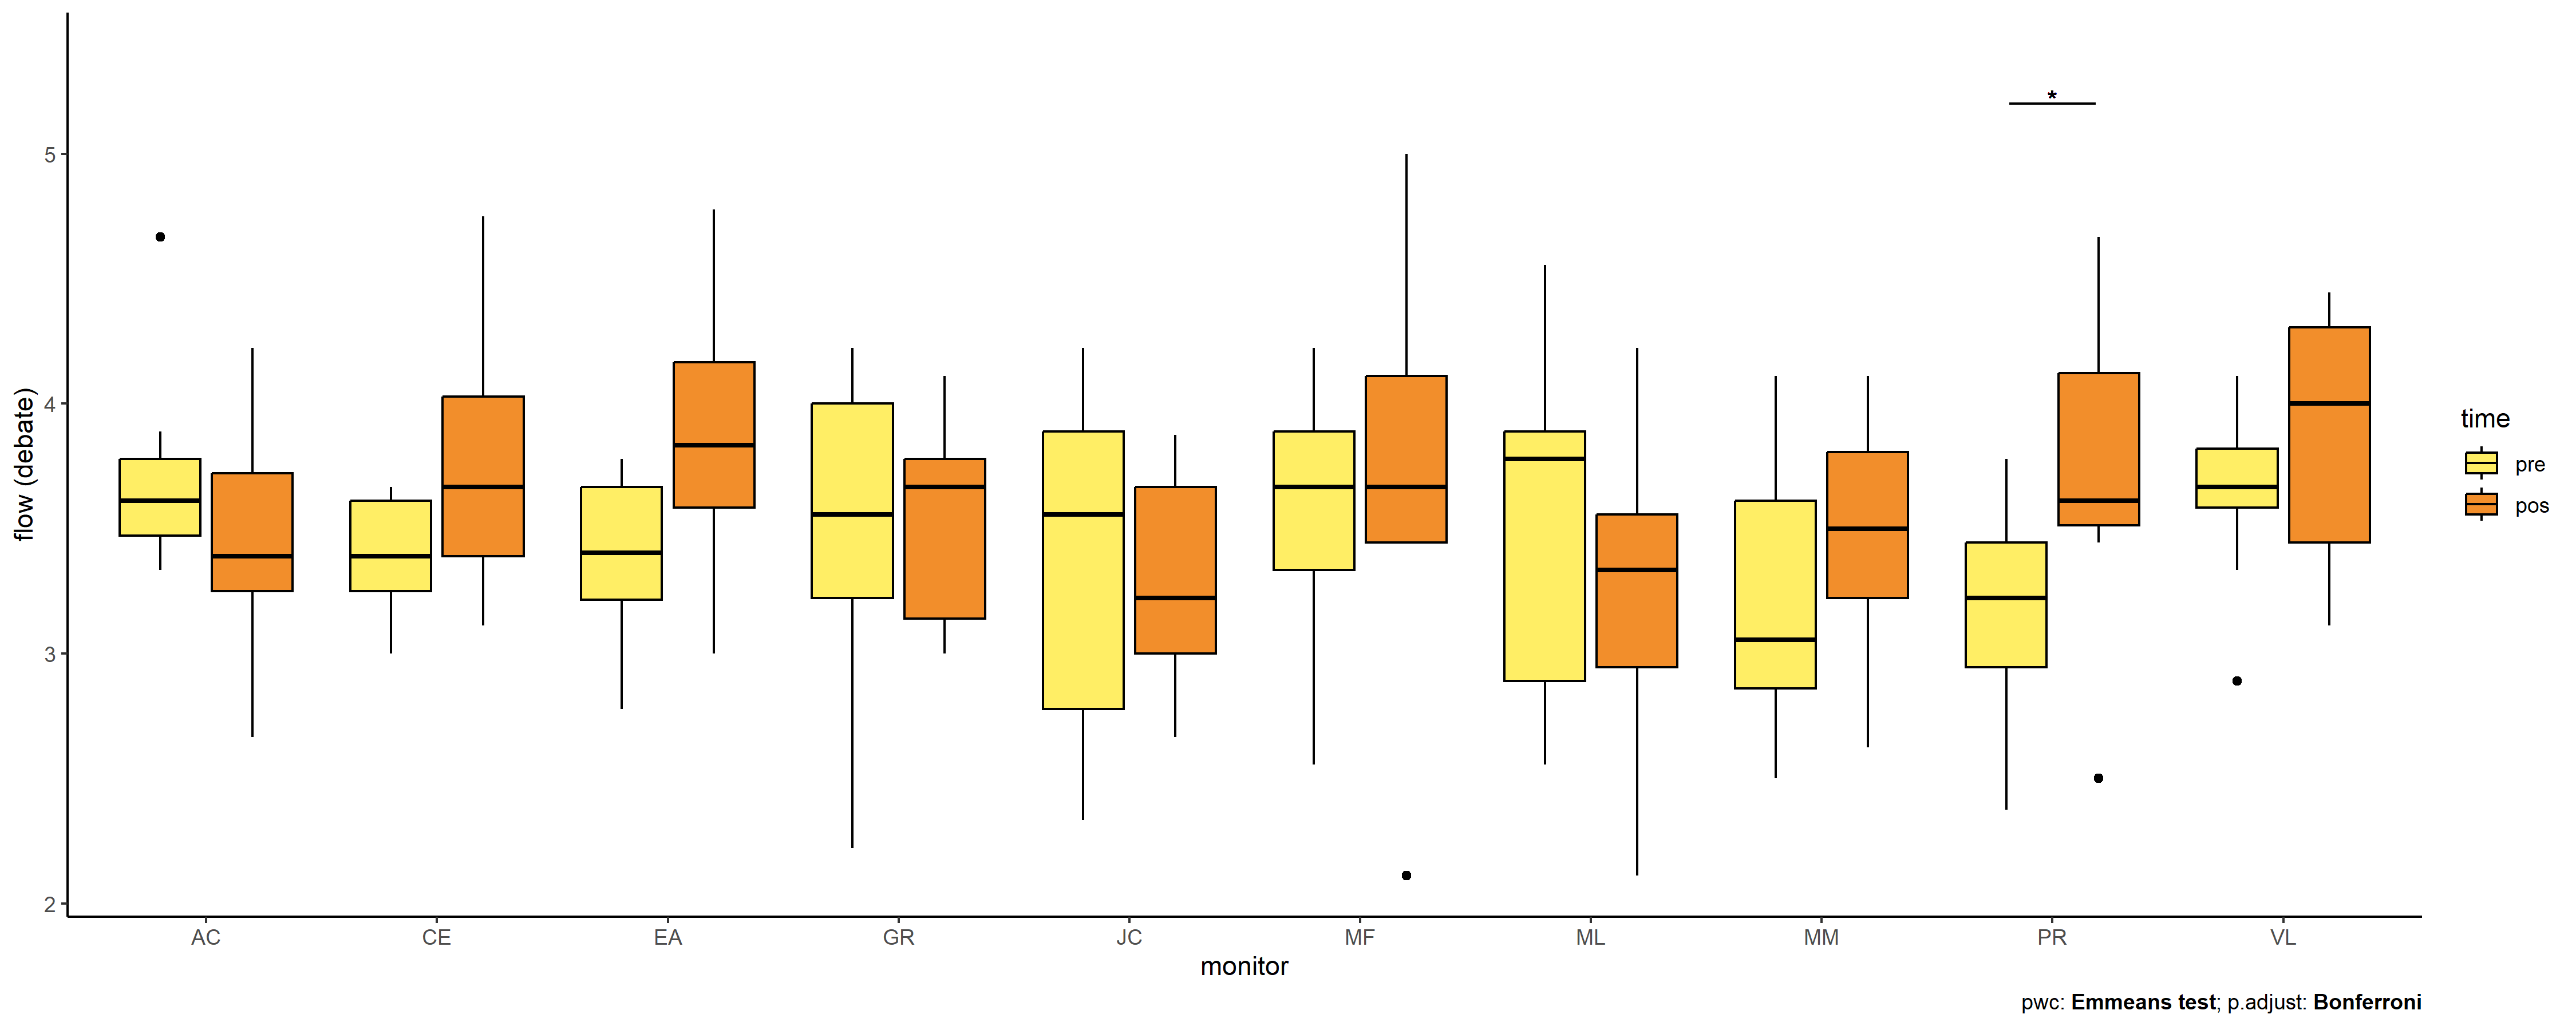 *
5
4
3
2
flow (debate)
AC CE EA GR JC MF ML MM PR VL
monitor
time
pre
pos
pwc: Emmeans test; p.adjust: Bonferroni